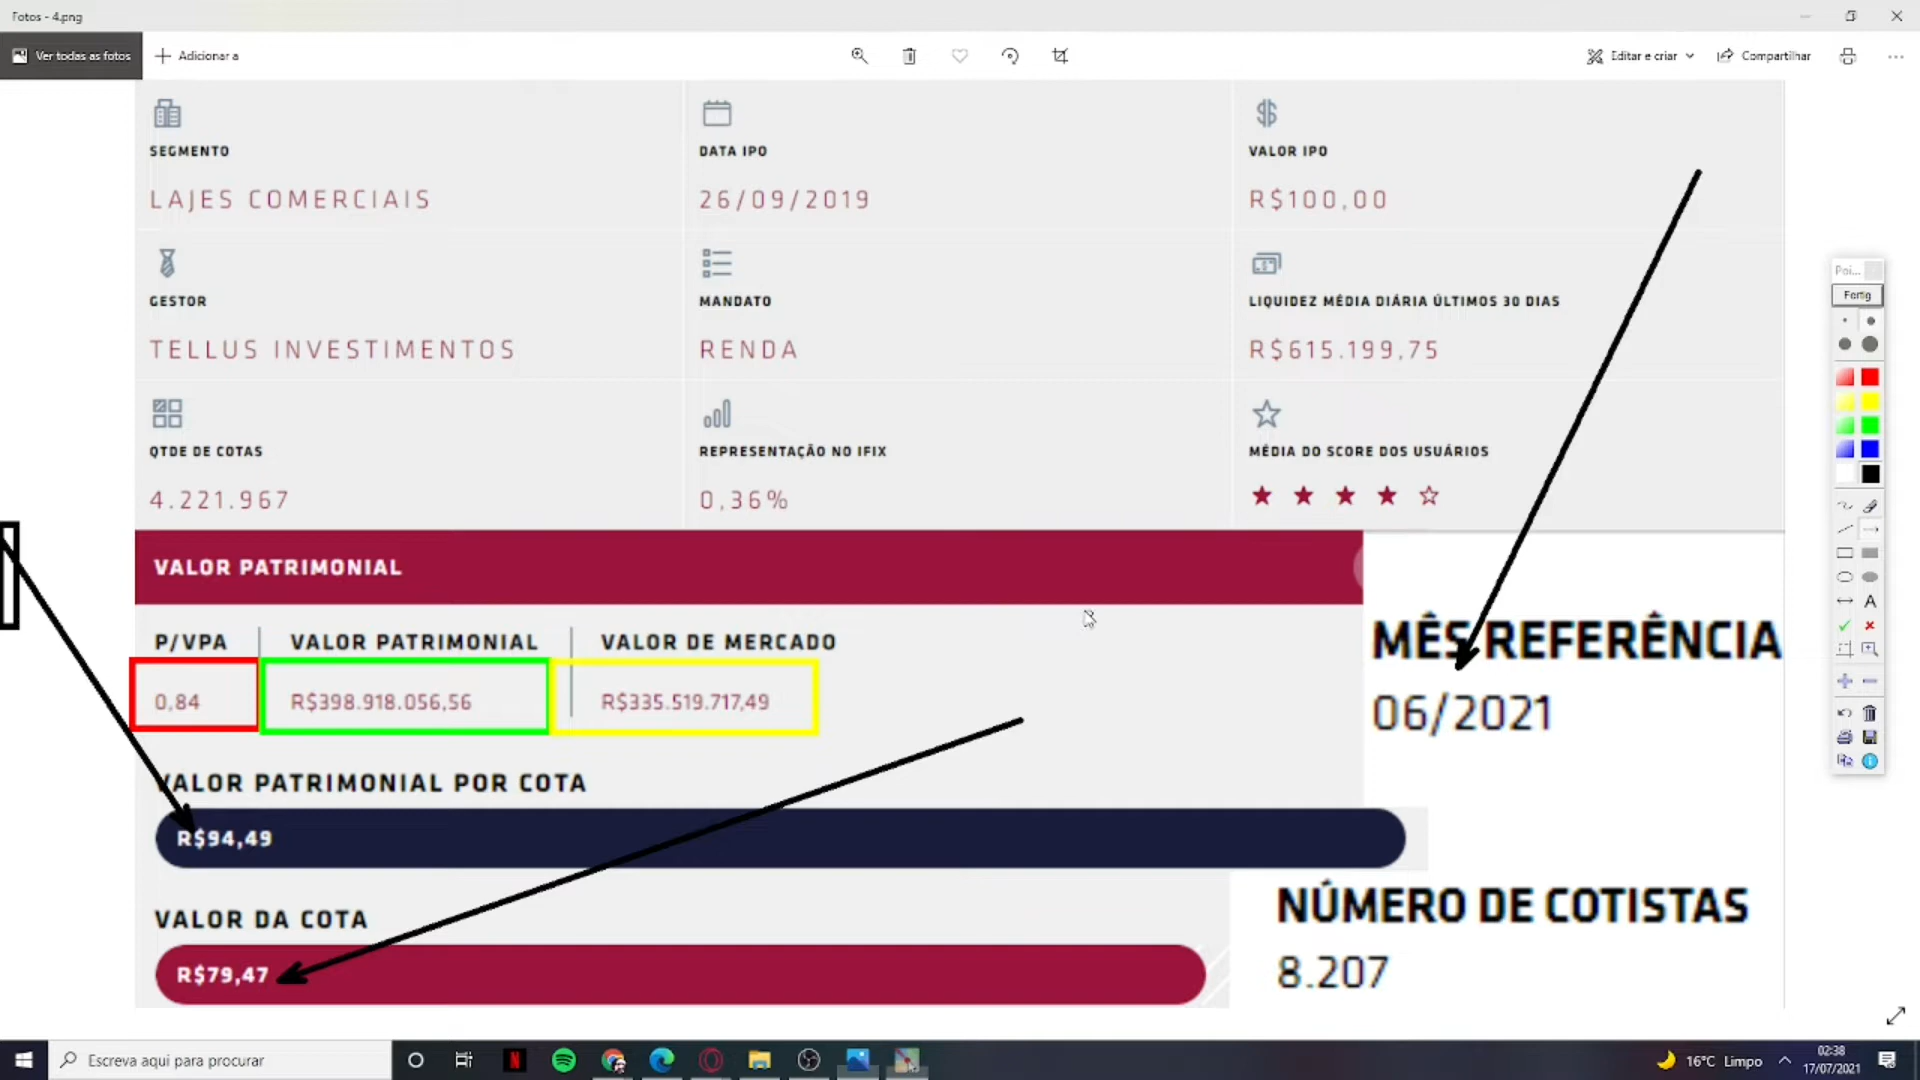 Fotos - 4.png
Ver todas as fotos
Adicionar a
Editar e criar
Compartilhar
SEGMENTO
LAJES COMERCIAIS
DATA IPO
26/09/2019
VALOR IPO
R$100,00
GESTOR
TELLUS INVESTIMENTOS
MANDATO
RENDA
LIQUIDEZ MÉDIA DIÁRIA ÚLTIMOS 30 DIAS
R$615.199,75
QTDE DE COTAS
4.221.967
REPRESENTAÇÃO NO IFIX
0,36%
MÉDIA DO SCORE DOS USUÁRIOS
Poi...
Fertig
A
VALOR PATRIMONIAL
P/VPA
0,84
VALOR PATRIMONIAL
R$398.918.056,56
VALOR DE MERCADO
R$335.519.717,49
MÊS REFERÊNCIA
06/2021
VALOR PATRIMONIAL POR COTA
R$94,49
VALOR DA COTA
R$79,47
NÚMERO DE COTISTAS
8.207
Escreva aqui para procurar
16°C Limpo
02:38
17/07/2021